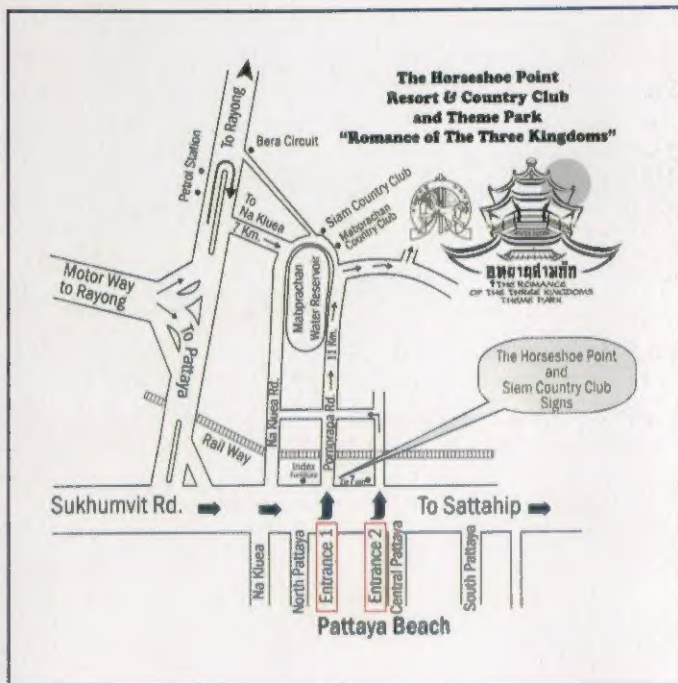 The Horseshoe Point
Resort & Country Club
and Theme Park
"Romance of The Three Kingdoms"
To Rayong
Petrol Station
Bera Circuit
To
Na Kluea
7 Km.
Siam Country Club
Mabprachan
Country Club
อุทยานสามก๊ก
THE ROMANCE
OF THE THREE KINGDOMS
THEME PARK
Motor Way
to Rayong
To Pattaya
Mabprachan
Water Reservoir
11 Km.
The Horseshoe Point
and
Siam Country Club
Signs
Na Kluea Rd.
Pornprapa Rd.
Rail Way
Index
Furniture
Sukhumvit Rd.
To Sattahip
Na Kluea
North Pattaya
Entrance 1
Entrance 2
Central Pattaya
South Pattaya
Pattaya Beach